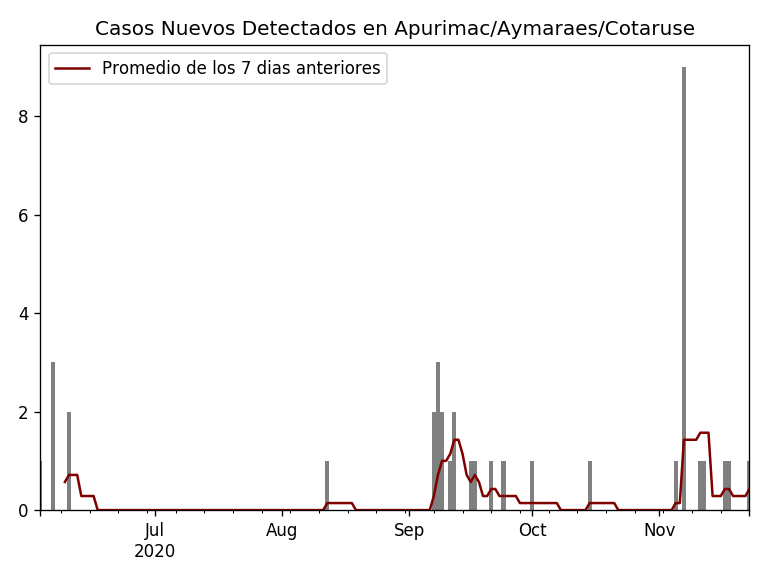 Casos Nuevos Detectados en Apurimac/Aymaraes/Cotaruse
Promedio de los 7 dias anteriores
8
6
4
2
0
Jul Aug Sep Oct Nov
2020